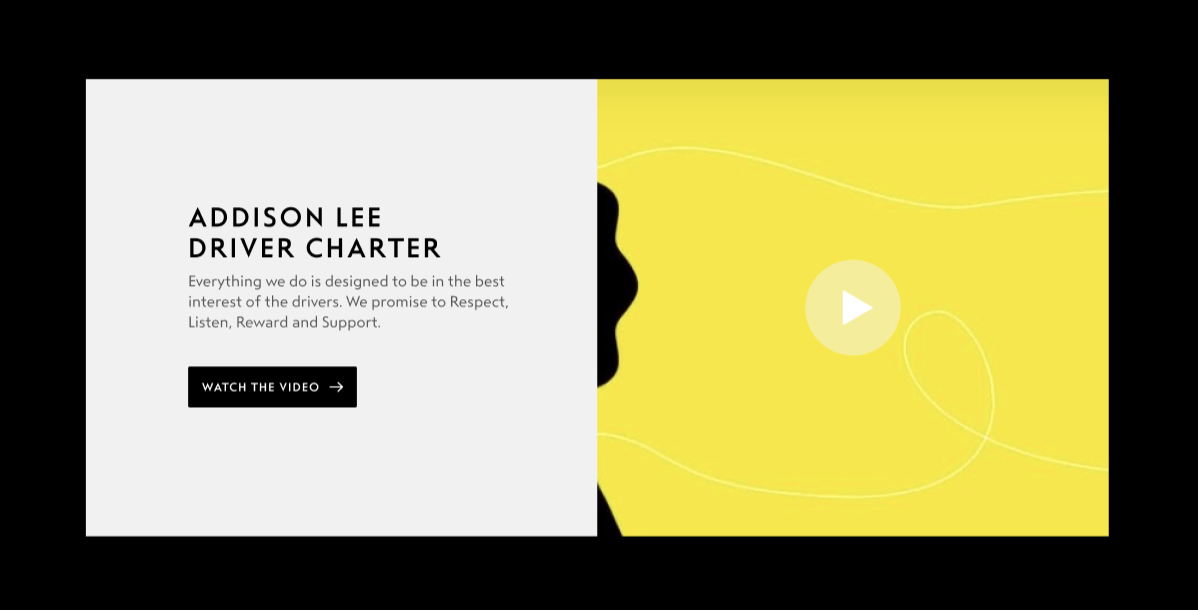 ADDISON LEE
DRIVER CHARTER
Everything we do is designed to be in the best
interest of the drivers. We promise to Respect,
Listen, Reward and Support.
WATCH THE VIDEO